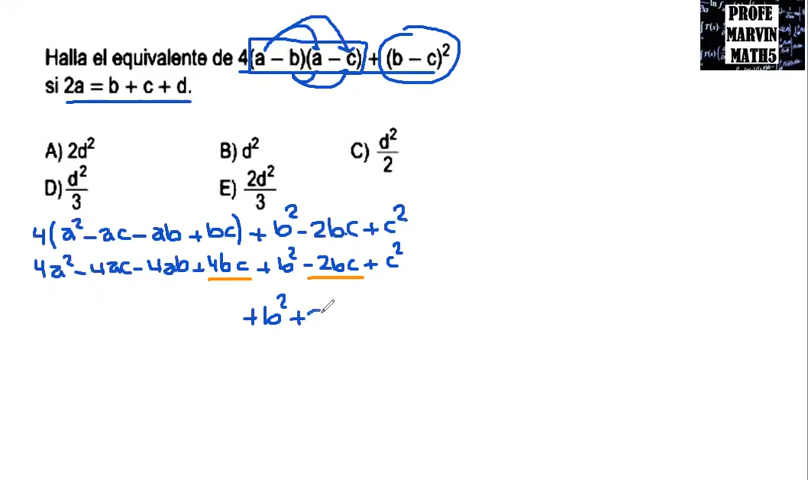 PROFE
MARVIN
MATH5
Halla el equivalente de 4(a – b)(a – c) + (b – c)²
si 2a = b + c + d.
A) 2d² B) d² C) d²/2
D) d²/3 E) 2d²/3
4(a² - ac - ab + bc) + b² - 2bc + c²
4a² - 4ac - 4ab + 4bc + b² - 2bc + c²
+b² +